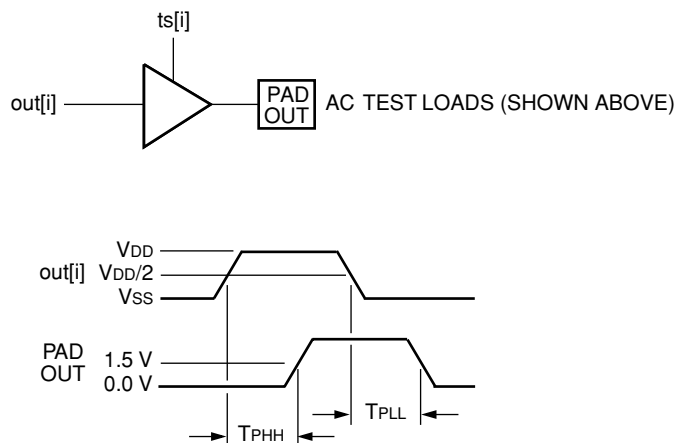 ts[i]
out[i]
PAD
OUT
AC TEST LOADS (SHOWN ABOVE)
VDD
out[i] VDD/2
VSS
PAD
OUT
1.5 V
0.0 V
TPLL
TPHH